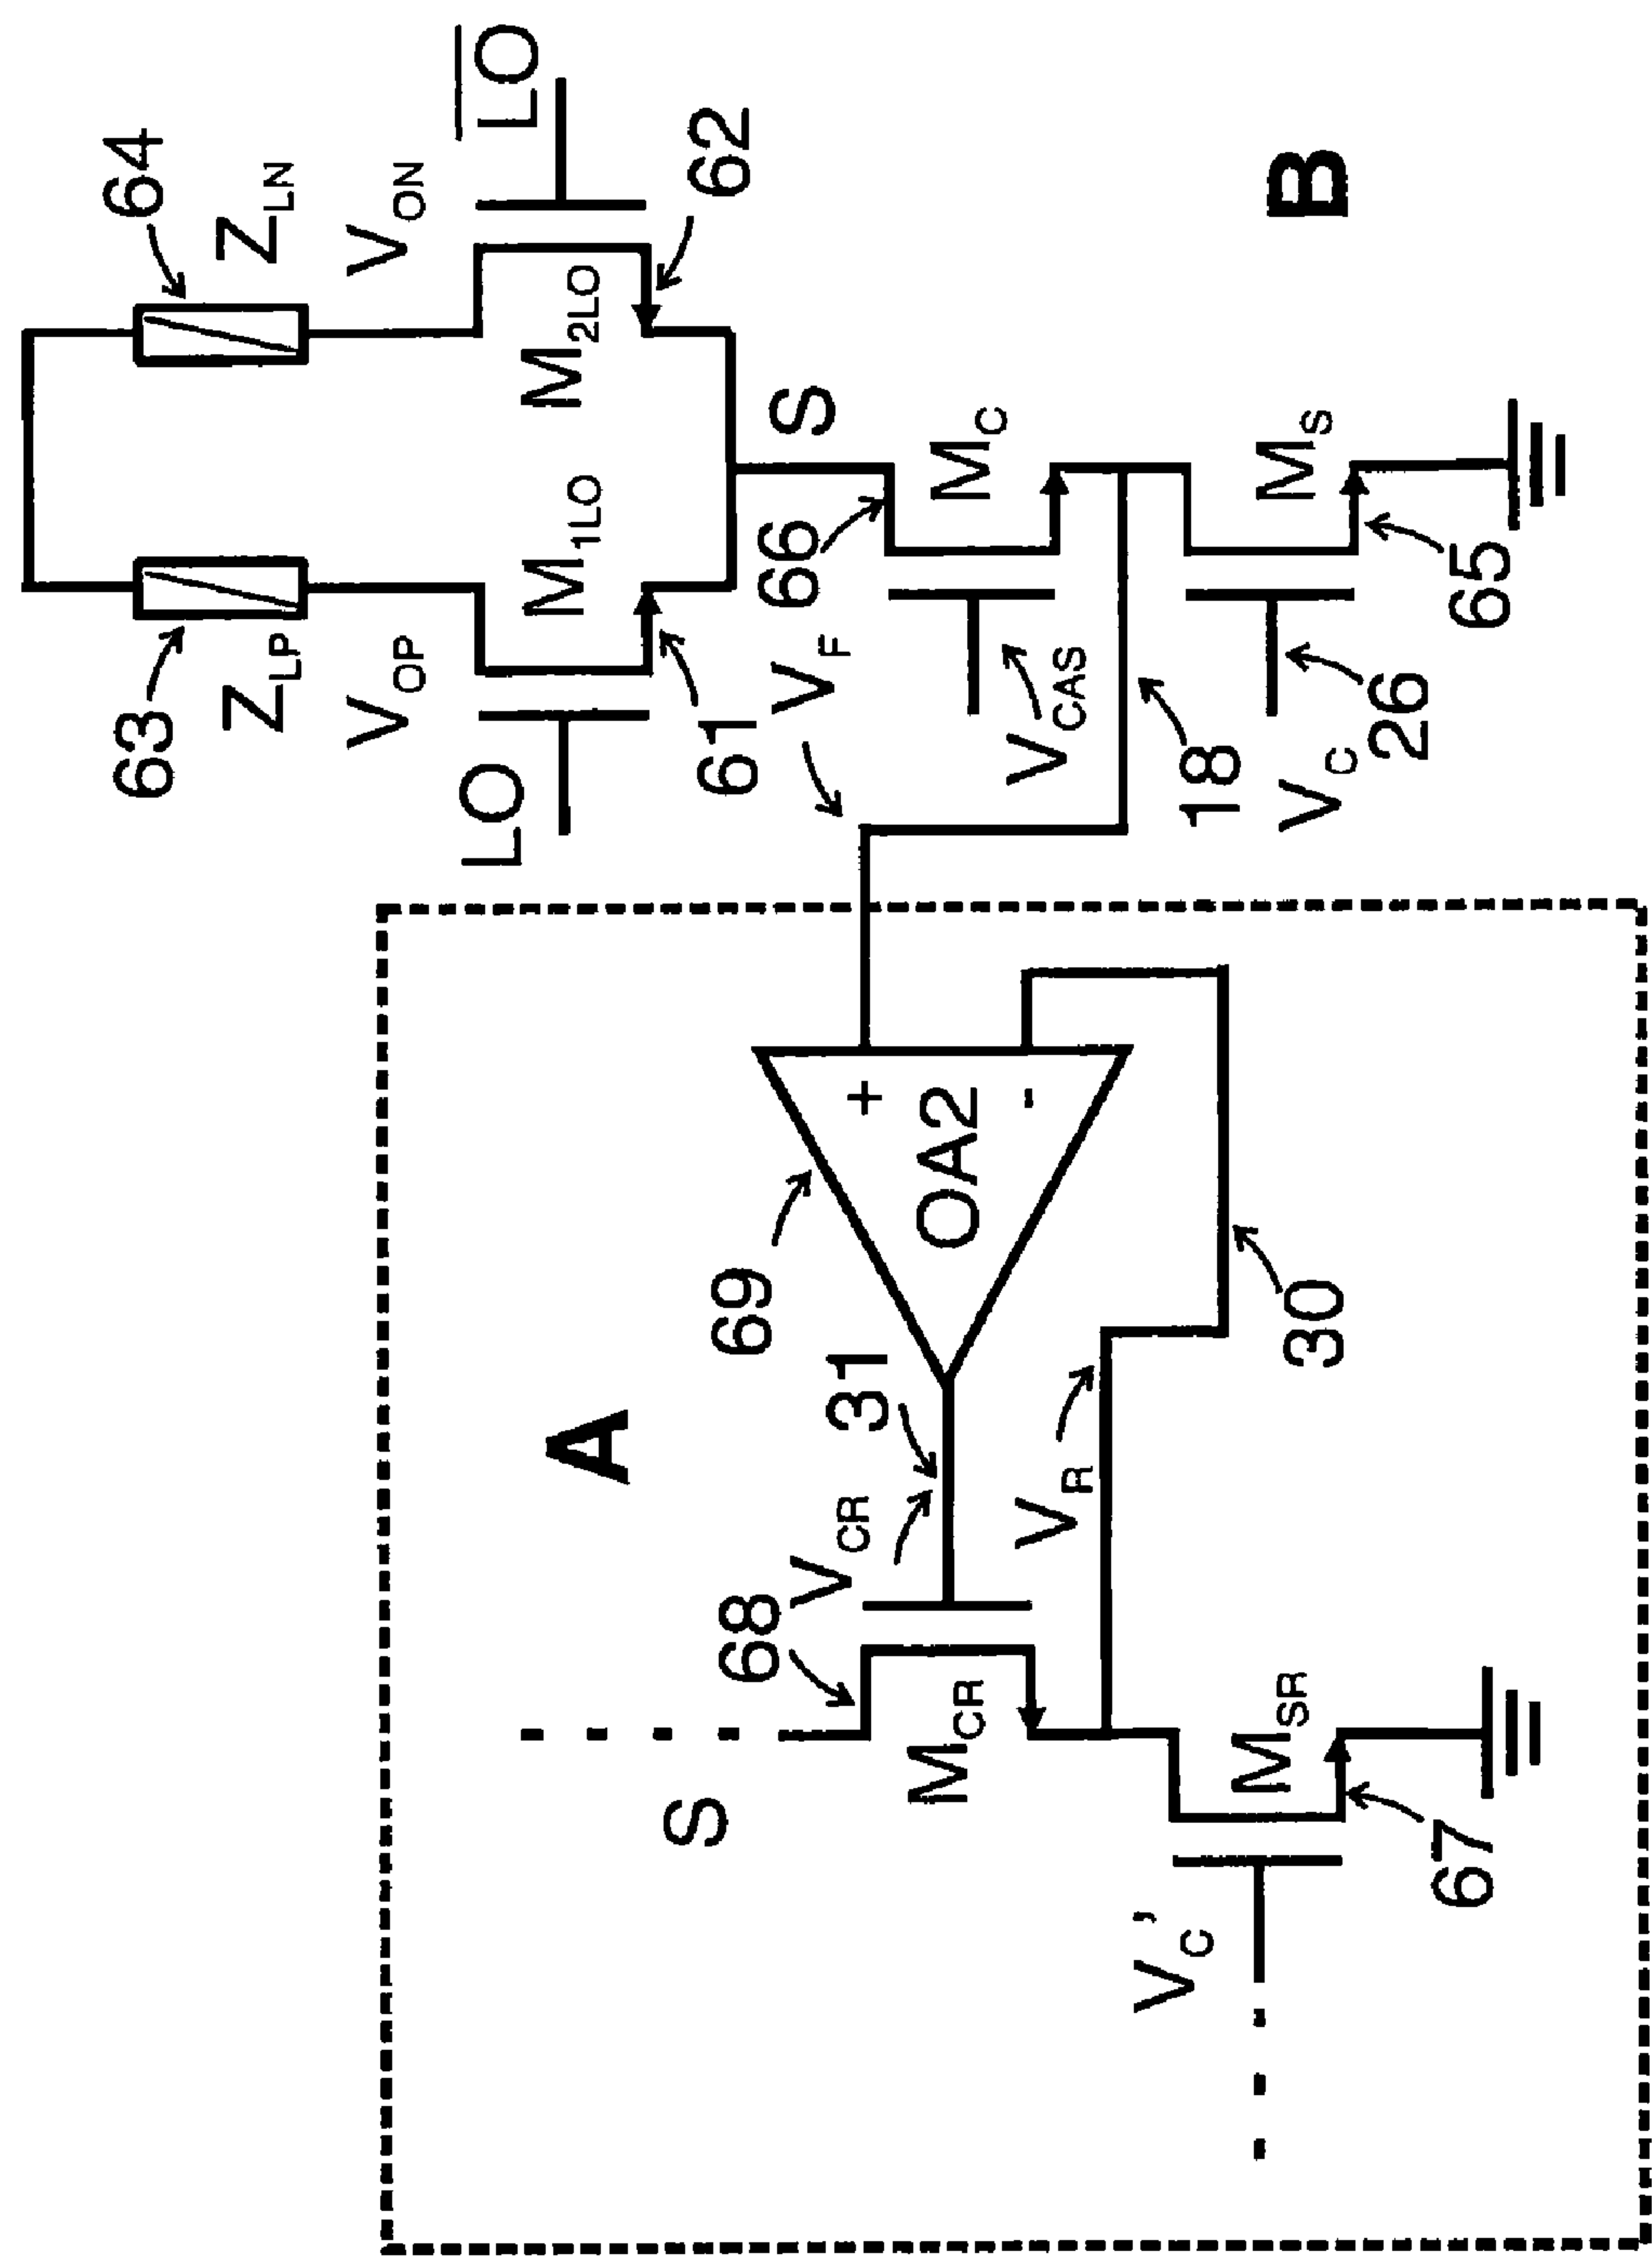 64
Z_LN
V_ON
L̅O̅
62
M_2LO
63
Z_LP
V_OP
M_1LO
LO
61
S
66
M_C
V_F
V_CAS
18
M_S
65
V_C
26
B
A
69
+
OA2
-
31
V_CR
30
V_R
68
S
M_CR
M_SR
V_C'
67